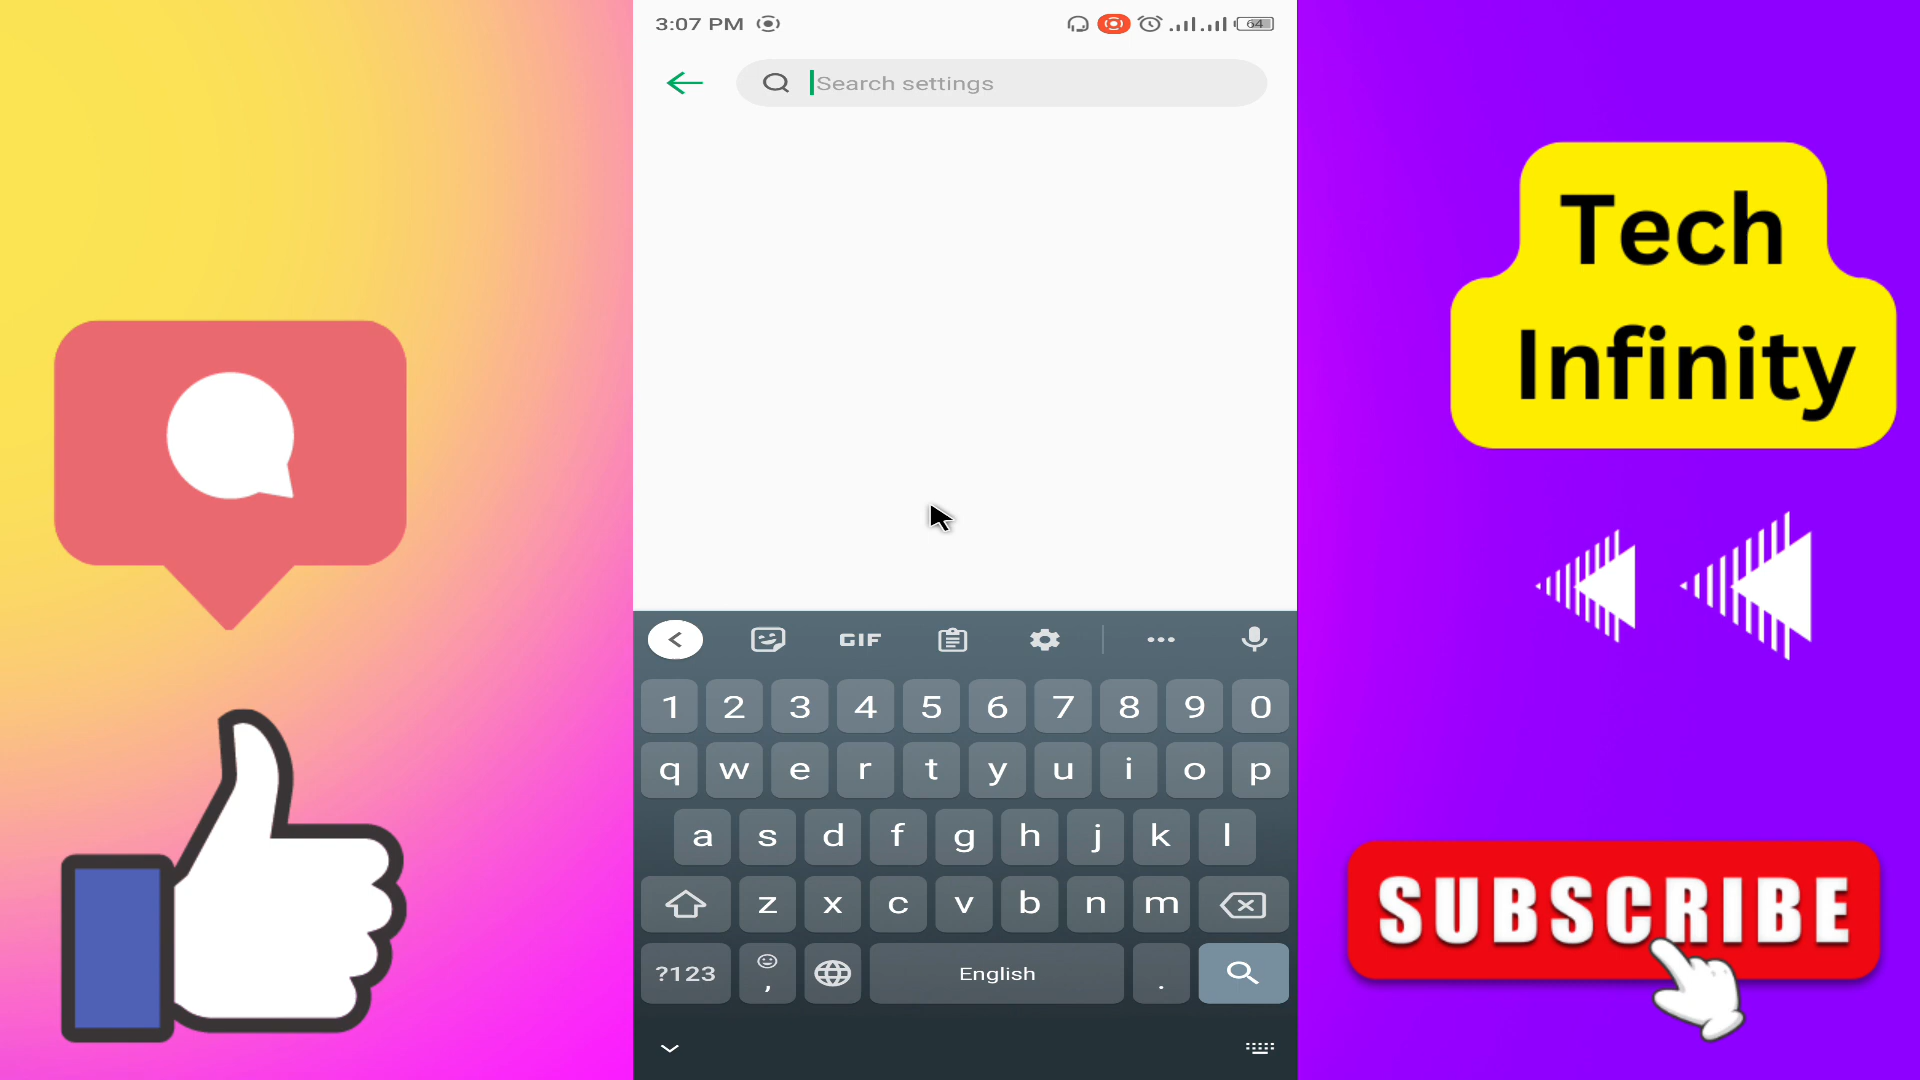 3:07 PM
64
Search settings
GIF
1 2 3 4 5 6 7 8 9 0
q w e r t y u i o p
a s d f g h j k l
z x c v b n m
?123 , English .
Tech
Infinity
SUBSCRIBE